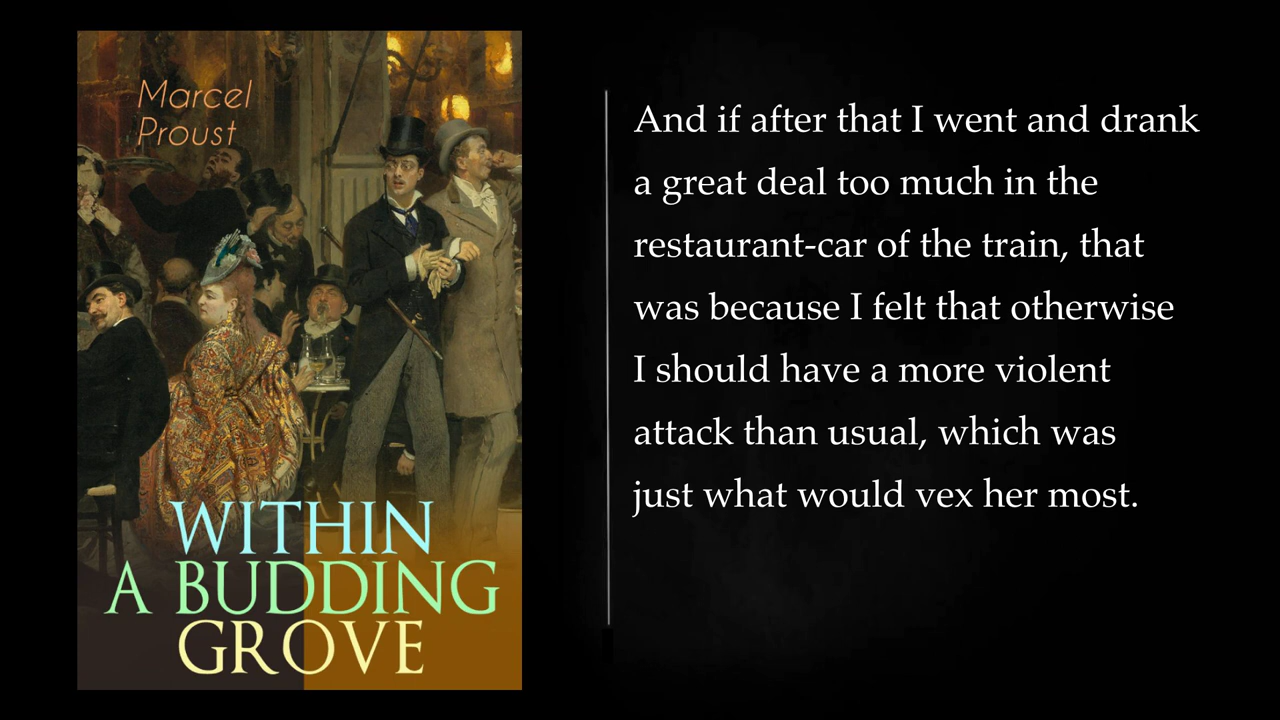 Marcel
Proust
WITHIN
A BUDDING
GROVE
And if after that I went and drank
a great deal too much in the
restaurant-car of the train, that
was because I felt that otherwise
I should have a more violent
attack than usual, which was
just what would vex her most.